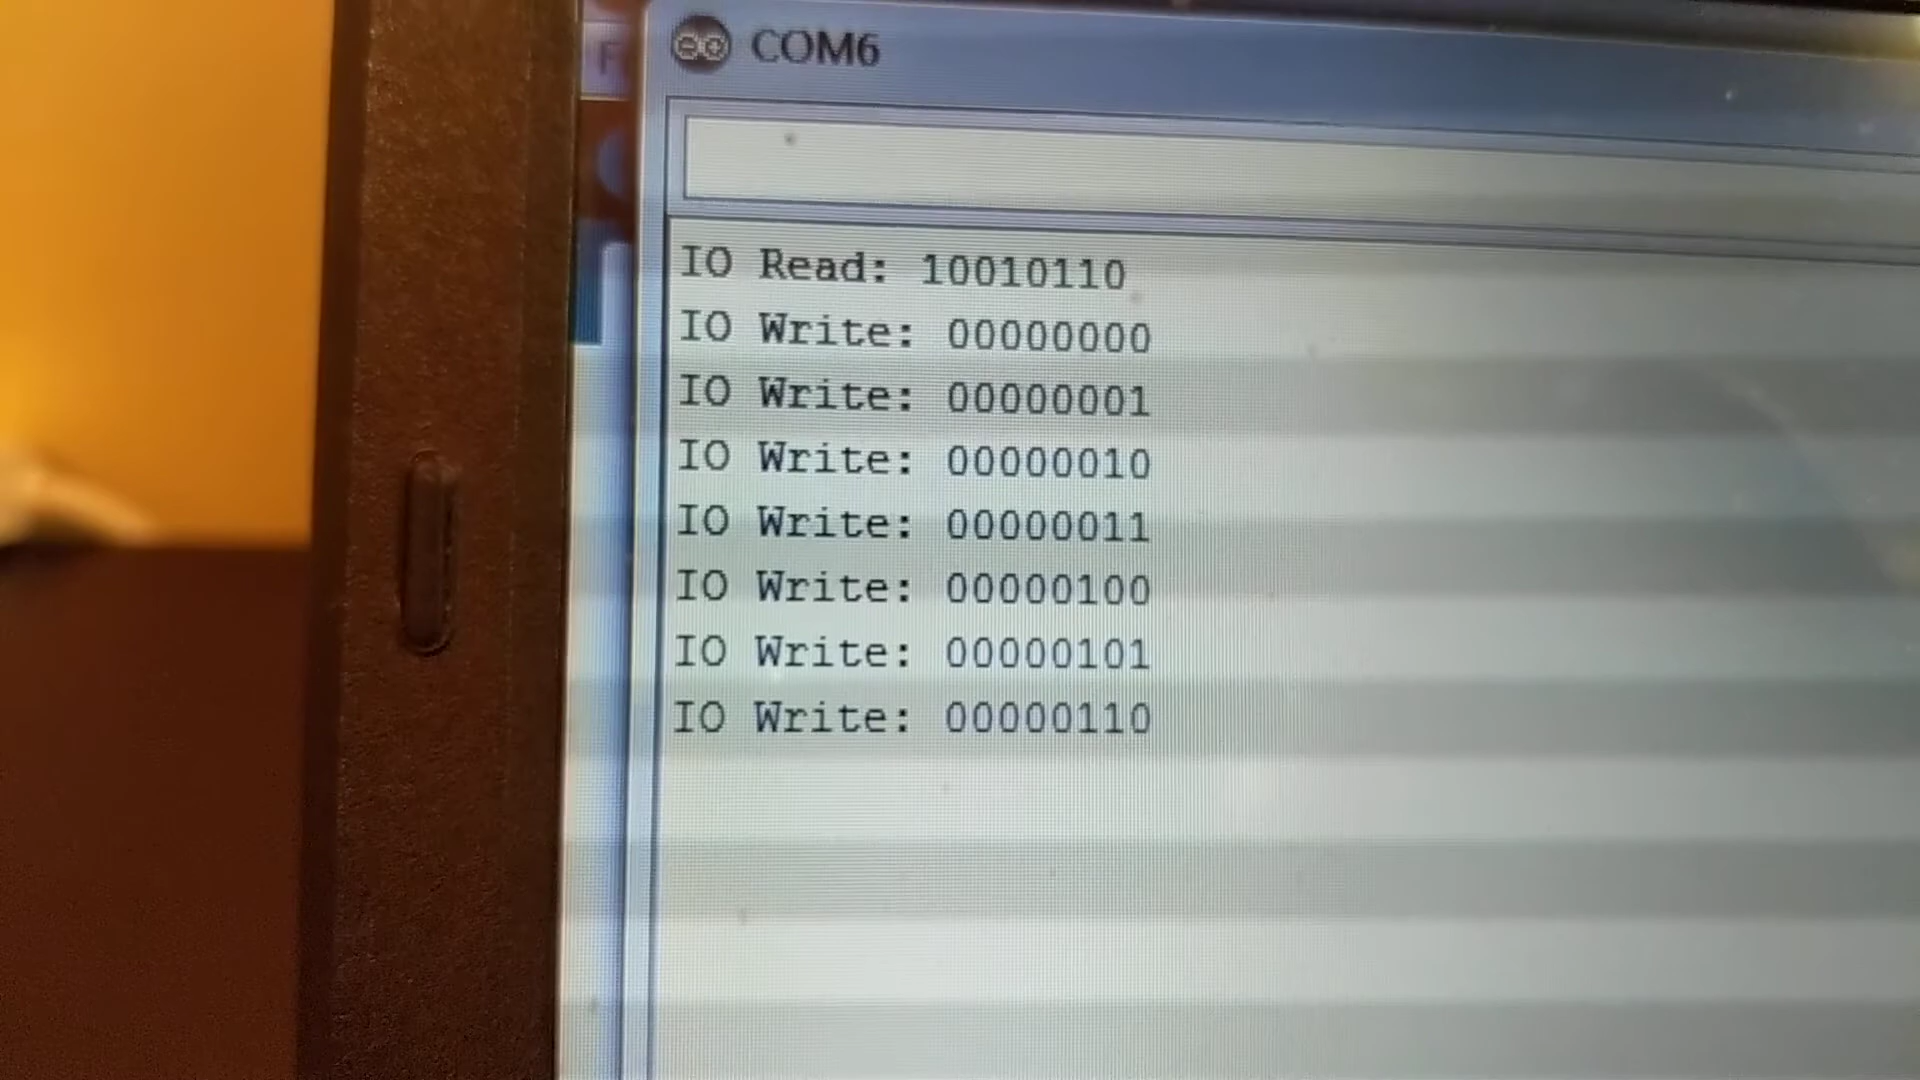 COM6
IO Read: 10010110
IO Write: 00000000
IO Write: 00000001
IO Write: 00000010
IO Write: 00000011
IO Write: 00000100
IO Write: 00000101
IO Write: 00000110